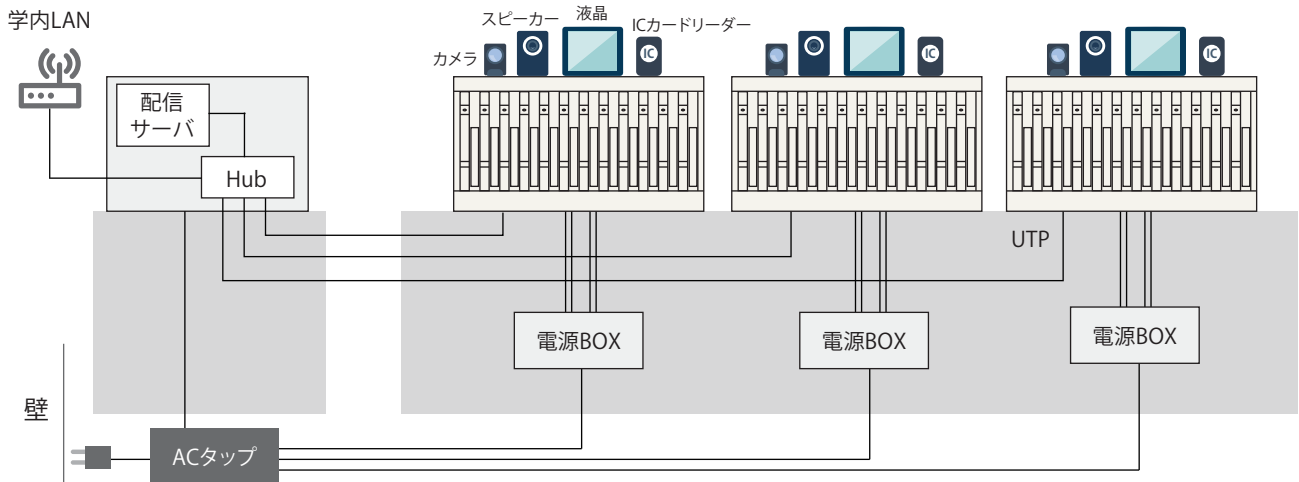 学内LAN
スピーカー
液晶
ICカードリーダー
カメラ
IC
IC
IC
配信
サーバ
Hub
UTP
電源BOX
電源BOX
電源BOX
壁
ACタップ